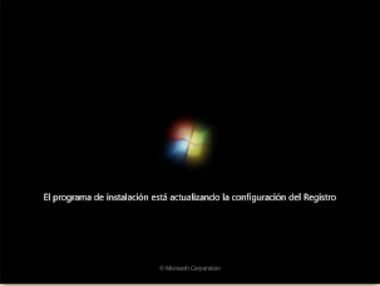 El programa de instalación está actualizando la configuración del Registro
© Microsoft Corporation